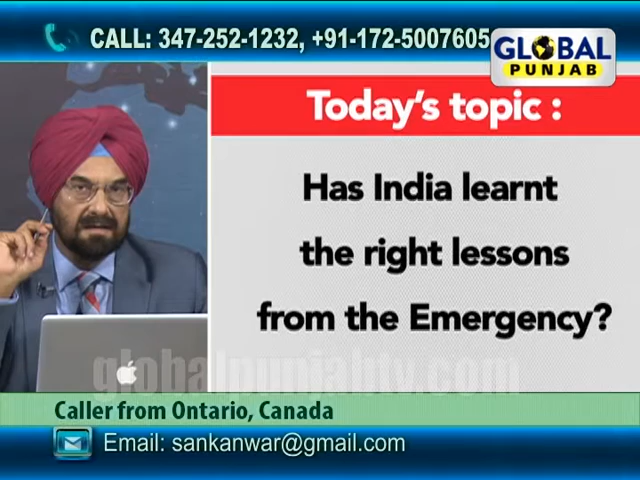 CALL: 347-252-1232, +91-172-5007605
GLOBAL
PUNJAB
Today's topic :
Has India learnt
the right lessons
from the Emergency?
globalpunjabtv.com
Caller from Ontario, Canada
Email: sankanwar@gmail.com